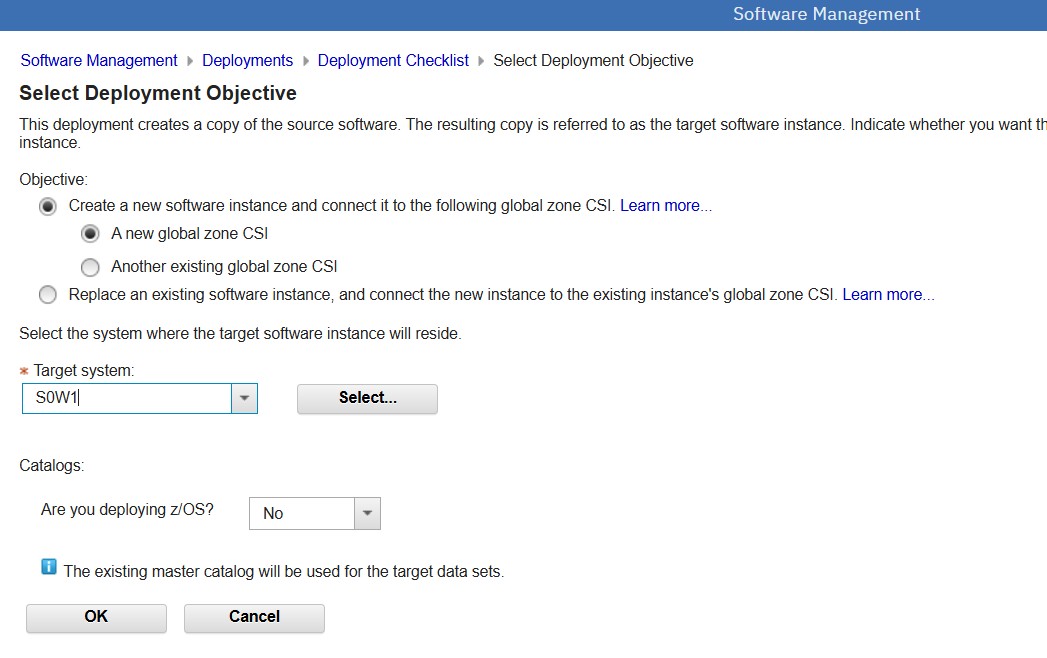 Software Management
Software Management Deployments Deployment Checklist Select Deployment Objective
Select Deployment Objective
This deployment creates a copy of the source software. The resulting copy is referred to as the target software instance. Indicate whether you want th
instance.
Objective:
Create a new software instance and connect it to the following global zone CSI. Learn more...
A new global zone CSI
Another existing global zone CSI
Replace an existing software instance, and connect the new instance to the existing instance's global zone CSI. Learn more...
Select the system where the target software instance will reside.
* Target system:
S0W1
Select...
Catalogs:
Are you deploying z/OS? No
i The existing master catalog will be used for the target data sets.
OK Cancel